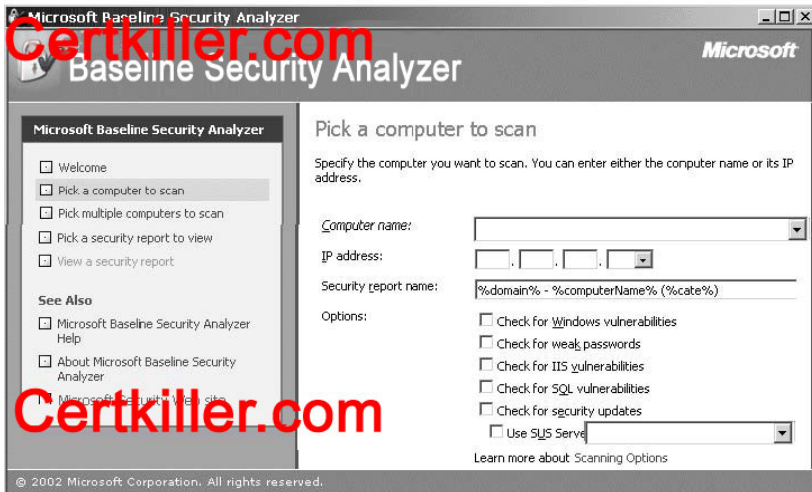 Microsoft Baseline Security Analyzer
Certkiller.com
Baseline Security Analyzer
Microsoft
Microsoft Baseline Security Analyzer
Welcome
Pick a computer to scan
Pick multiple computers to scan
Pick a security report to view
View a security report
See Also
Microsoft Baseline Security Analyzer
Help
About Microsoft Baseline Security
Analyzer
Microsoft Security Web site
Certkiller.com
Pick a computer to scan
Specify the computer you want to scan. You can enter either the computer name or its IP
address.
Computer name:
IP address:
Security report name:
%domain% - %computerName% (%cate%)
Options:
Check for Windows vulnerabilities
Check for weak passwords
Check for IIS vulnerabilities
Check for SQL vulnerabilities
Check for security updates
Use SUS Serve
Learn more about Scanning Options
© 2002 Microsoft Corporation. All rights reserved.